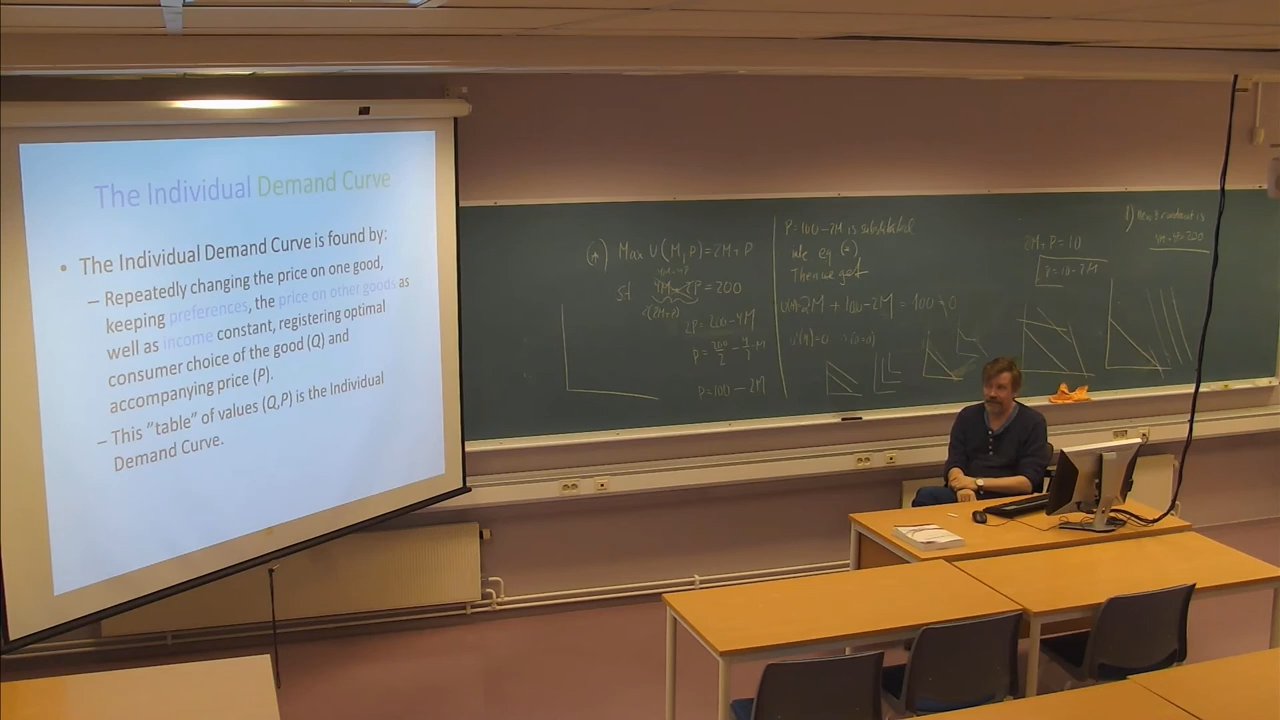 The Individual Demand Curve
• The Individual Demand Curve is found by:
– Repeatedly changing the price on one good,
keeping preferences, the price on other goods as
well as income constant, registering optimal
consumer choice of the good (Q) and
accompanying price (P).
– This ”table” of values (Q,P) is the Individual
Demand Curve.
Max U(M,P)=2M+P
st
=200
2P=200-4M
P=100-2M
P=100-2M is substituted
into eq (*)
Then we get
2M+100-2M=100
2M+P=10
P=10-2M